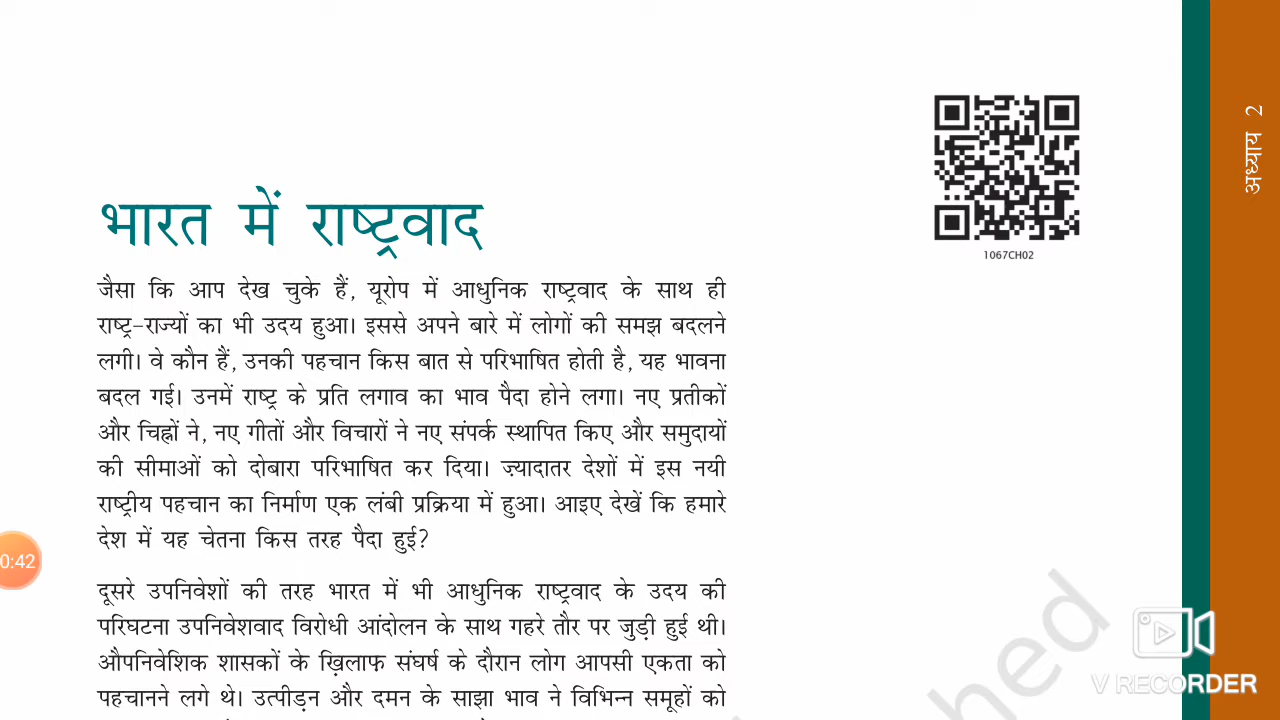 अध्याय 2
1067CH02
भारत में राष्ट्रवाद
जैसा कि आप देख चुके हैं, यूरोप में आधुनिक राष्ट्रवाद के साथ ही
राष्ट्र-राज्यों का भी उदय हुआ। इससे अपने बारे में लोगों की समझ बदलने
लगी। वे कौन हैं, उनकी पहचान किस बात से परिभाषित होती है, यह भावना
बदल गई। उनमें राष्ट्र के प्रति लगाव का भाव पैदा होने लगा। नए प्रतीकों
और चिह्नों ने, नए गीतों और विचारों ने नए संपर्क स्थापित किए और समुदायों
की सीमाओं को दोबारा परिभाषित कर दिया। ज़्यादातर देशों में इस नयी
राष्ट्रीय पहचान का निर्माण एक लंबी प्रक्रिया में हुआ। आइए देखें कि हमारे
देश में यह चेतना किस तरह पैदा हुई?
दूसरे उपनिवेशों की तरह भारत में भी आधुनिक राष्ट्रवाद के उदय की
परिघटना उपनिवेशवाद विरोधी आंदोलन के साथ गहरे तौर पर जुड़ी हुई थी।
औपनिवेशिक शासकों के ख़िलाफ संघर्ष के दौरान लोग आपसी एकता को
पहचानने लगे थे। उत्पीड़न और दमन के साझा भाव ने विभिन्न समूहों को
0:42
hed
V RECORDER